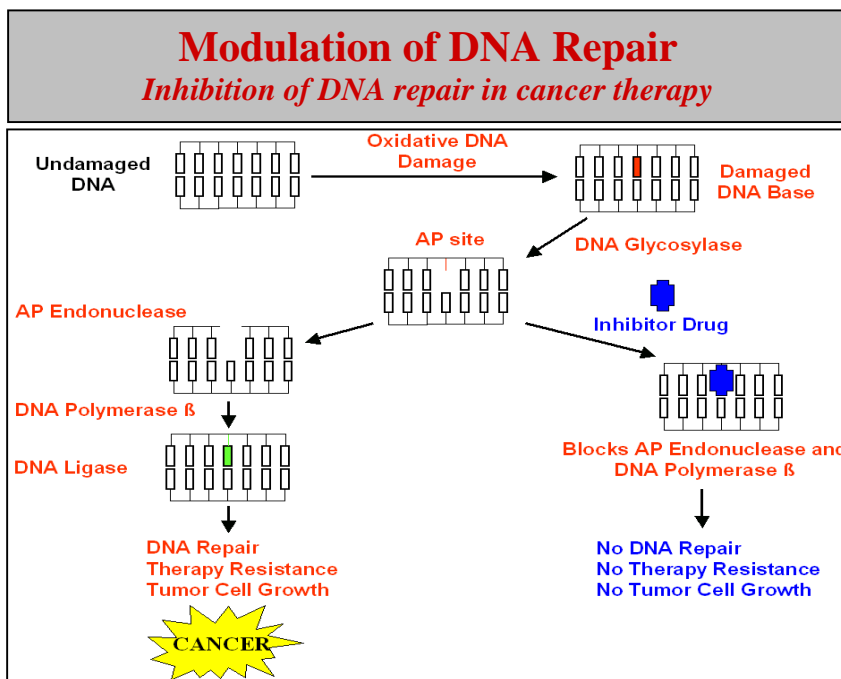 Modulation of DNA Repair
Inhibition of DNA repair in cancer therapy
Undamaged
DNA
Oxidative DNA
Damage
Damaged
DNA Base
AP site
DNA Glycosylase
AP Endonuclease
Inhibitor Drug
DNA Polymerase ß
DNA Ligase
Blocks AP Endonuclease and
DNA Polymerase ß
DNA Repair
Therapy Resistance
Tumor Cell Growth
No DNA Repair
No Therapy Resistance
No Tumor Cell Growth
CANCER